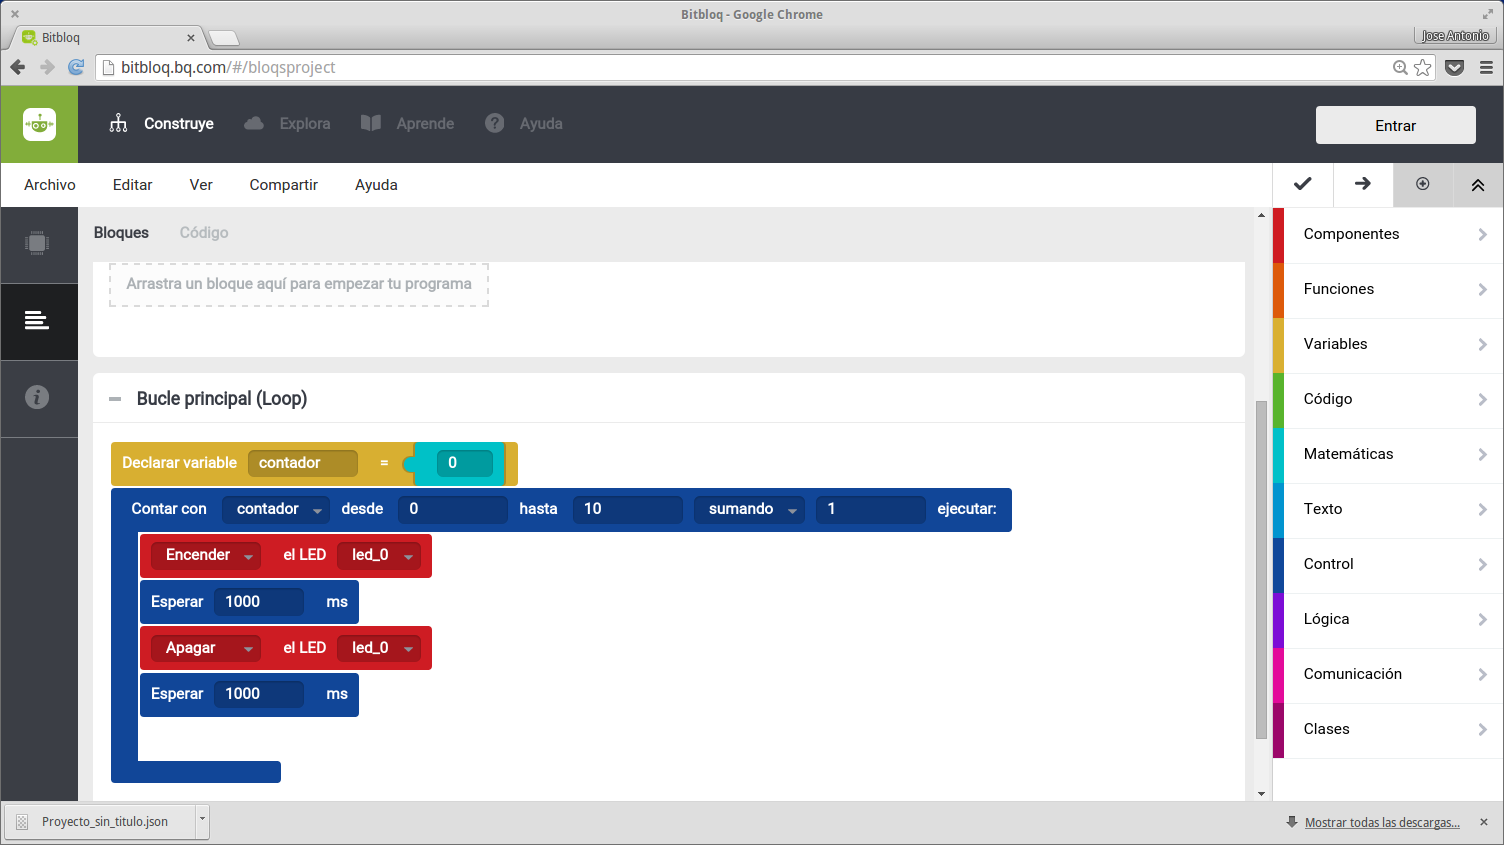 Bitbloq - Google Chrome
Bitbloq
Jose Antonio
bitbloq.bq.com/#/bloqsproject
Construye Explora Aprende Ayuda Entrar
Archivo Editar Ver Compartir Ayuda
Bloques Código
Arrastra un bloque aquí para empezar tu programa
Bucle principal (Loop)
Declarar variable contador = 0
Contar con contador desde 0 hasta 10 sumando 1 ejecutar:
Encender el LED led_0
Esperar 1000 ms
Apagar el LED led_0
Esperar 1000 ms
Componentes
Funciones
Variables
Código
Matemáticas
Texto
Control
Lógica
Comunicación
Clases
Proyecto_sin_titulo.json
Mostrar todas las descargas...